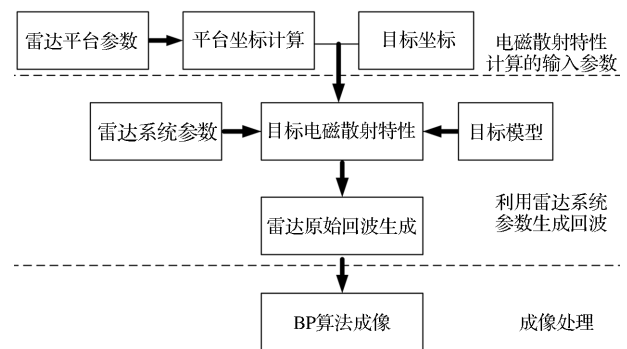 雷达平台参数
平台坐标计算
目标坐标
电磁散射特性
计算的输入参数
雷达系统参数
目标电磁散射特性
目标模型
利用雷达系统
参数生成回波
雷达原始回波生成
BP算法成像
成像处理